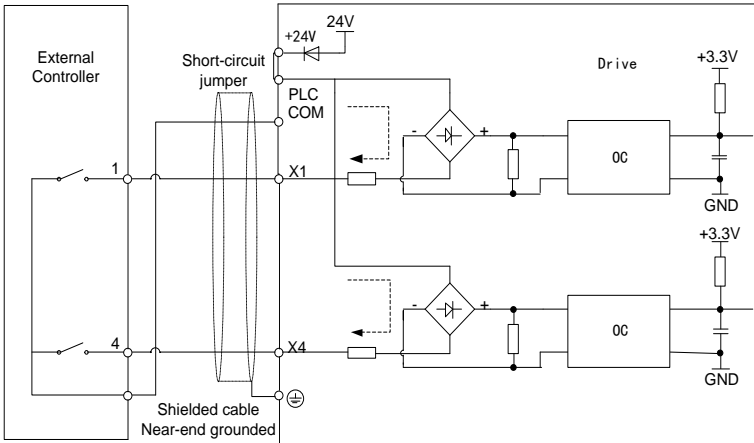 24V
+24V
External
Controller
Short-circuit
jumper
Drive
+3.3V
PLC
COM
- +
1
X1
OC
GND
+3.3V
- +
4
X4
OC
GND
Shielded cable
Near-end grounded